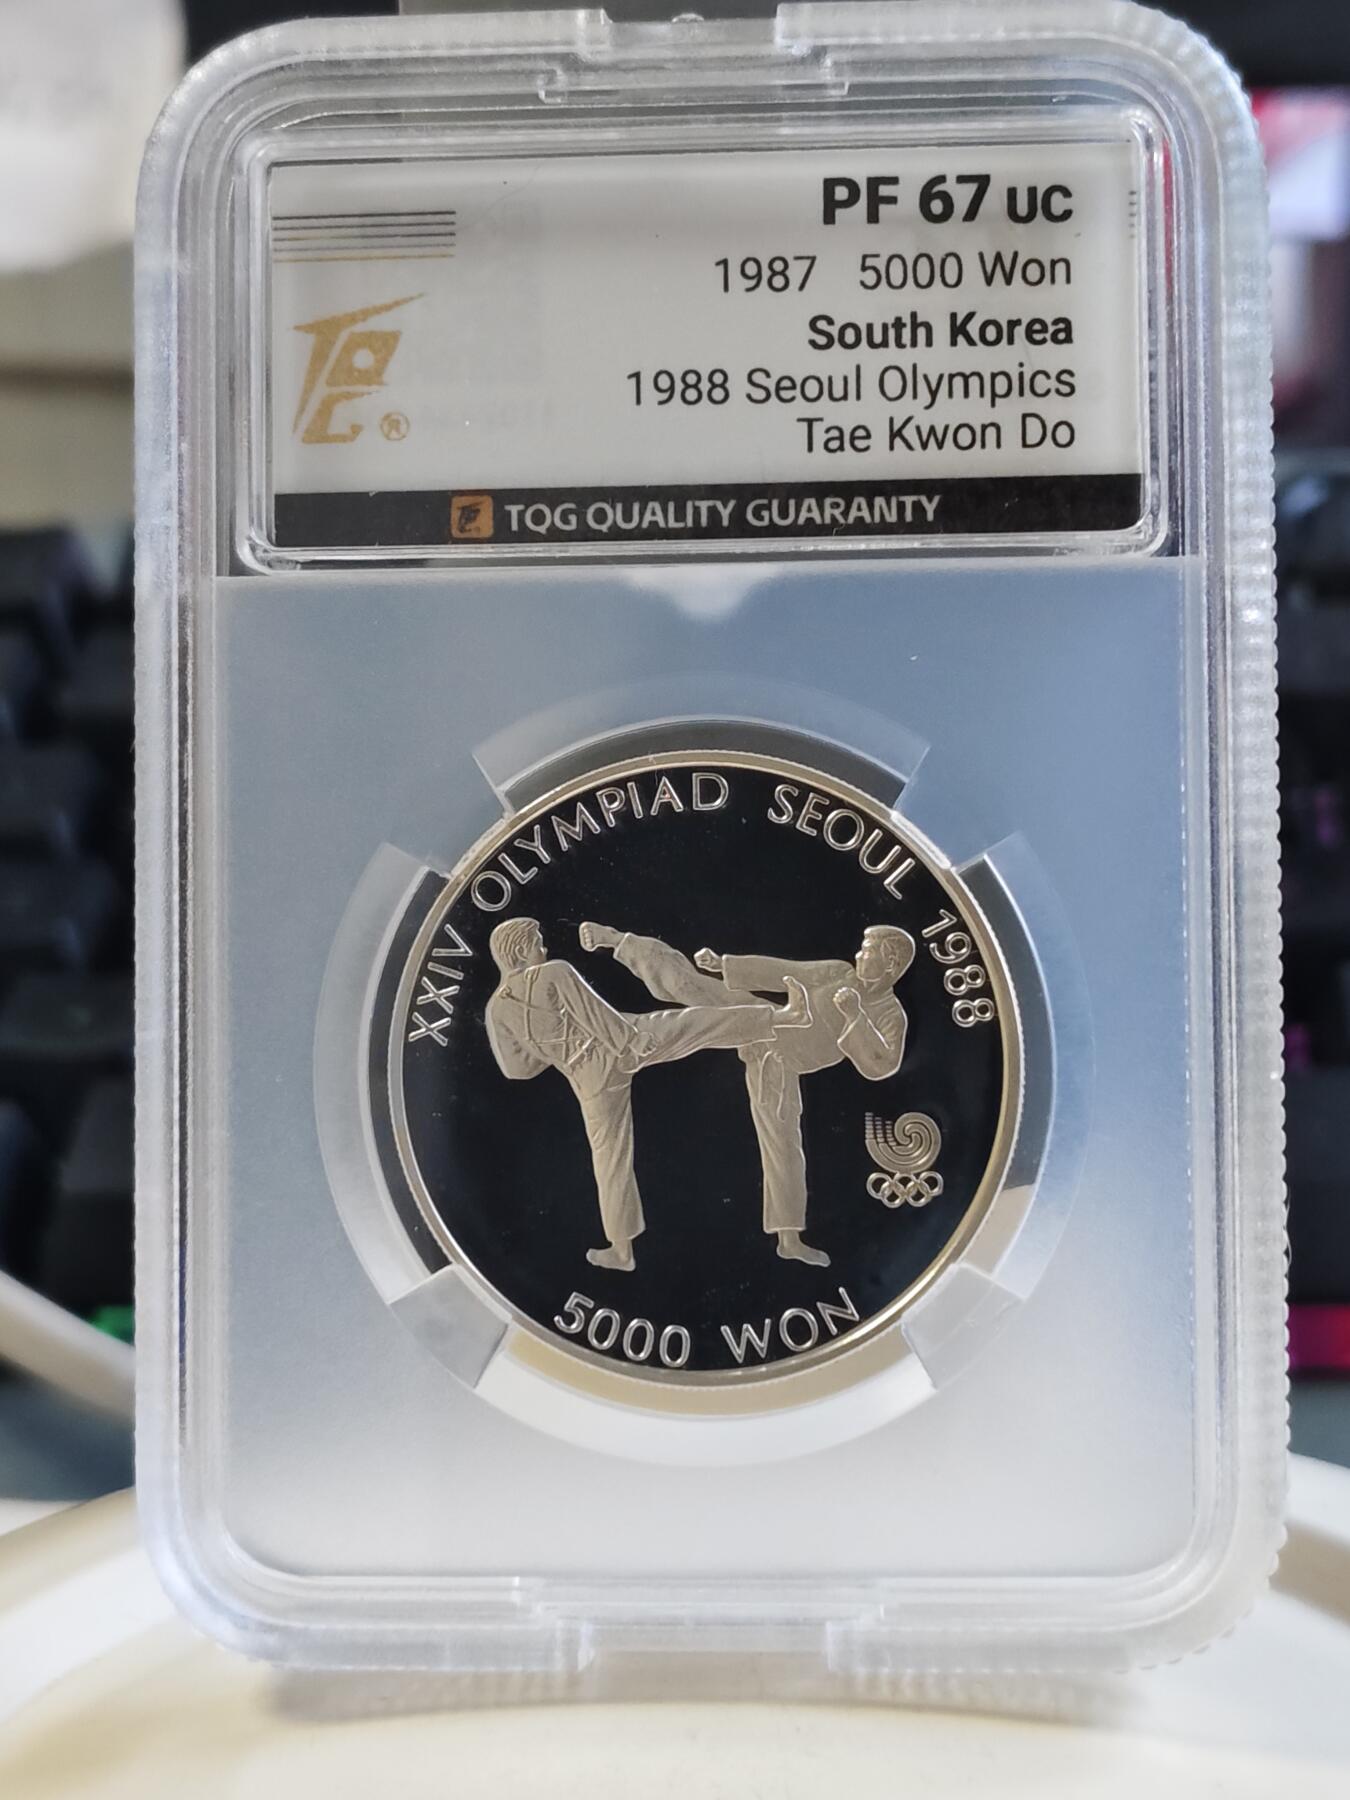 PF 67 UC
1987 5000 Won
South Korea
1988 Seoul Olympics
Tae Kwon Do
TQG ®
TQG QUALITY GUARANTY
XXIV OLYMPIAD SEOUL 1988
5000 WON